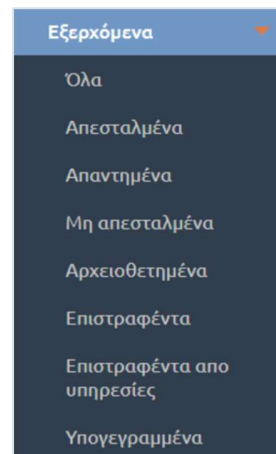 Εξερχόμενα
Όλα
Απεσταλμένα
Απαντημένα
Μη απεσταλμένα
Αρχειοθετημένα
Επιστραφέντα
Επιστραφέντα απο
υπηρεσίες
Υπογεγραμμένα